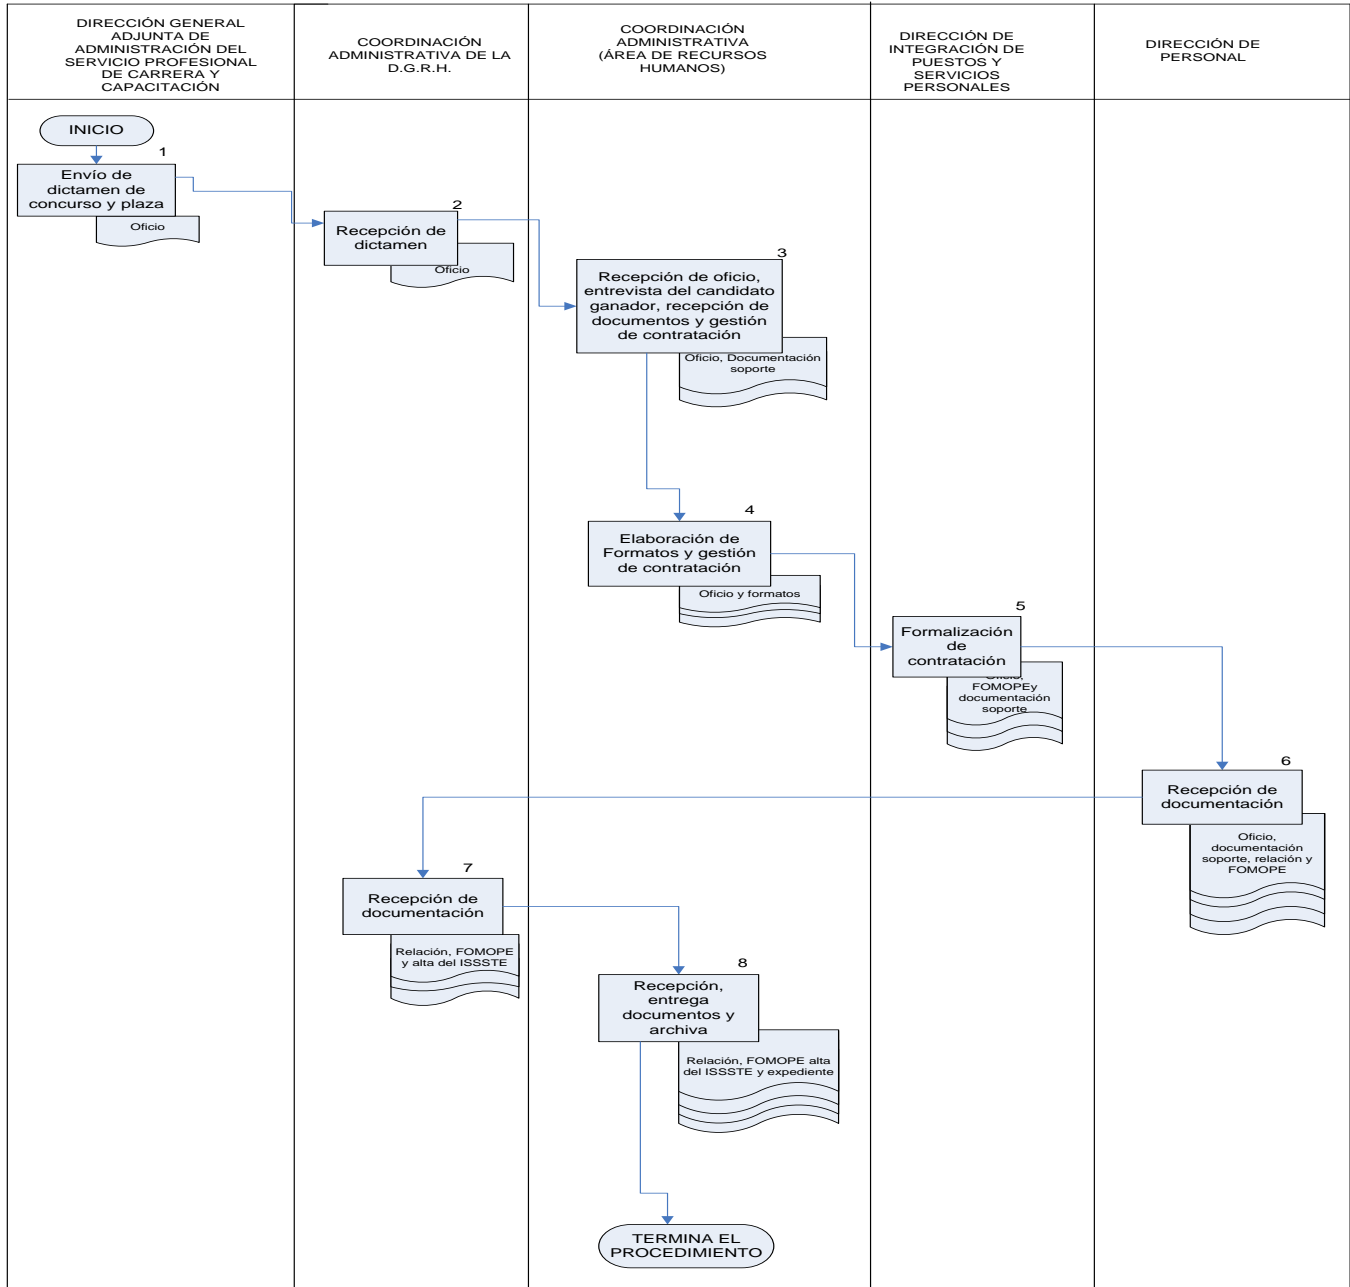 DIRECCIÓN GENERAL
ADJUNTA DE
ADMINISTRACIÓN DEL
SERVICIO PROFESIONAL
DE CARRERA Y
CAPACITACIÓN
COORDINACIÓN
ADMINISTRATIVA DE LA
D.G.R.H.
COORDINACIÓN
ADMINISTRATIVA
(ÁREA DE RECURSOS
HUMANOS)
DIRECCIÓN DE
INTEGRACIÓN DE
PUESTOS Y
SERVICIOS
PERSONALES
DIRECCIÓN DE
PERSONAL
INICIO
1
Envío de
dictamen de
concurso y plaza
Oficio
2
Recepción de
dictamen
Oficio
3
Recepción de oficio,
entrevista del candidato
ganador, recepción de
documentos y gestión
de contratación
Oficio, Documentación
soporte
4
Elaboración de
Formatos y gestión
de contratación
Oficio y formatos
5
Formalización
de
contratación
Oficio,
FOMOPEy
documentación
soporte
6
Recepción de
documentación
Oficio,
documentación
soporte, relación y
FOMOPE
7
Recepción de
documentación
Relación, FOMOPE
y alta del ISSSTE
8
Recepción,
entrega
documentos y
archiva
Relación, FOMOPE alta
del ISSSTE y expediente
TERMINA EL
PROCEDIMIENTO